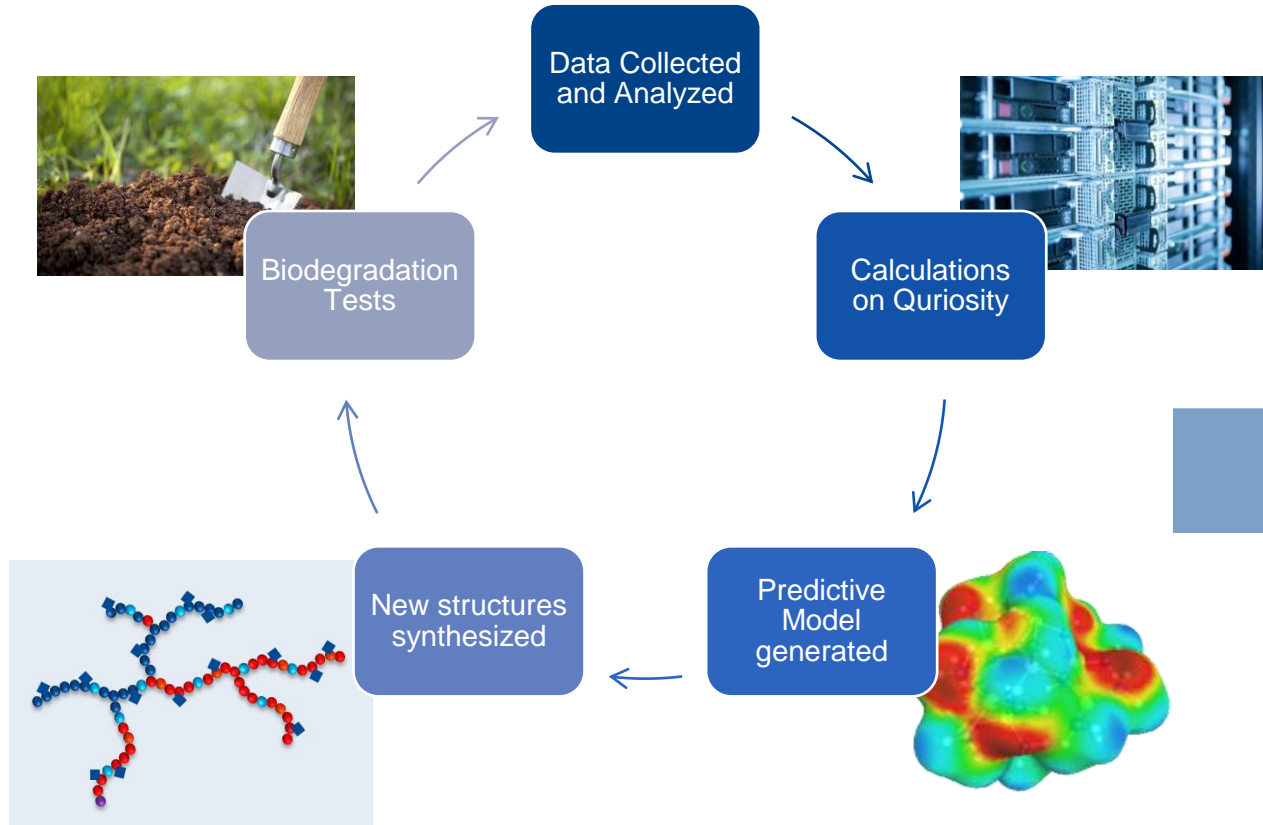 Data Collected
and Analyzed
Biodegradation
Tests
Calculations
on Quriosity
New structures
synthesized
Predictive
Model
generated